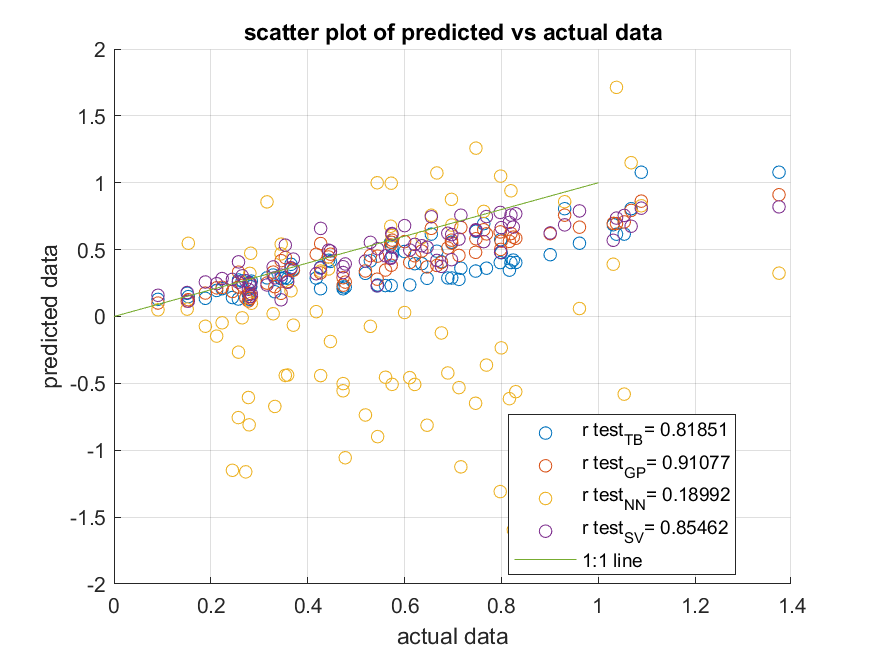 scatter plot of predicted vs actual data
2
1.5
1
0.5
0
-0.5
-1
-1.5
-2
predicted data
r test_TB= 0.81851
r test_GP= 0.91077
r test_NN= 0.18992
r test_SV= 0.85462
1:1 line
0 0.2 0.4 0.6 0.8 1 1.2 1.4
actual data